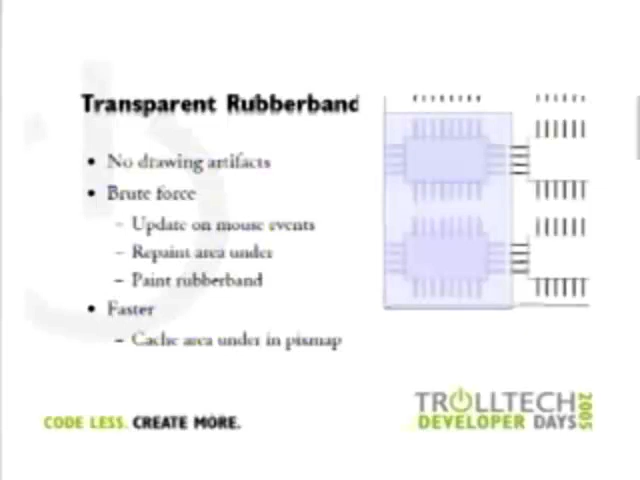 Transparent Rubberband
• No drawing artifacts
• Brute force
– Update on mouse events
– Repaint area under
– Paint rubberband
• Faster
– Cache area under in pixmap
CODE LESS. CREATE MORE.
TROLLTECH
DEVELOPER DAYS 2005